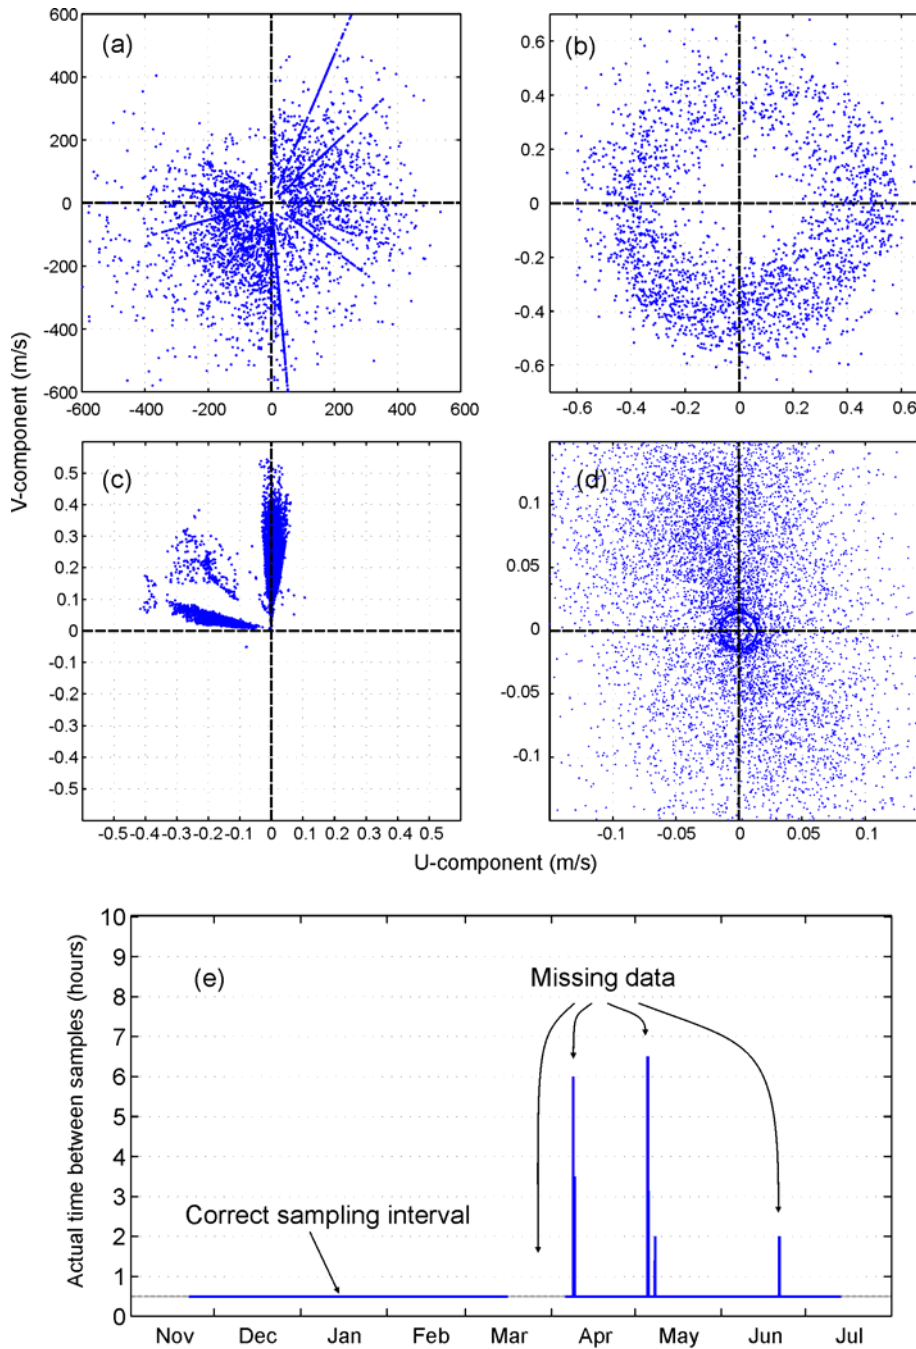 (a)
600
400
200
0
-200
-400
-600
-600 -400 -200 0 200 400 600
(b)
0.6
0.4
0.2
0
-0.2
-0.4
-0.6
-0.6 -0.4 -0.2 0 0.2 0.4 0.6
V-component (m/s)
(c)
0.5
0.4
0.3
0.2
0.1
0
-0.1
-0.2
-0.3
-0.4
-0.5
-0.5 -0.4 -0.3 -0.2 -0.1 0 0.1 0.2 0.3 0.4 0.5
(d)
0.1
0.05
0
-0.05
-0.1
-0.1 -0.05 0 0.05 0.1
U-component (m/s)
Actual time between samples (hours)
10
9
8
7
6
5
4
3
2
1
0
(e)
Missing data
Correct sampling interval
Nov Dec Jan Feb Mar Apr May Jun Jul